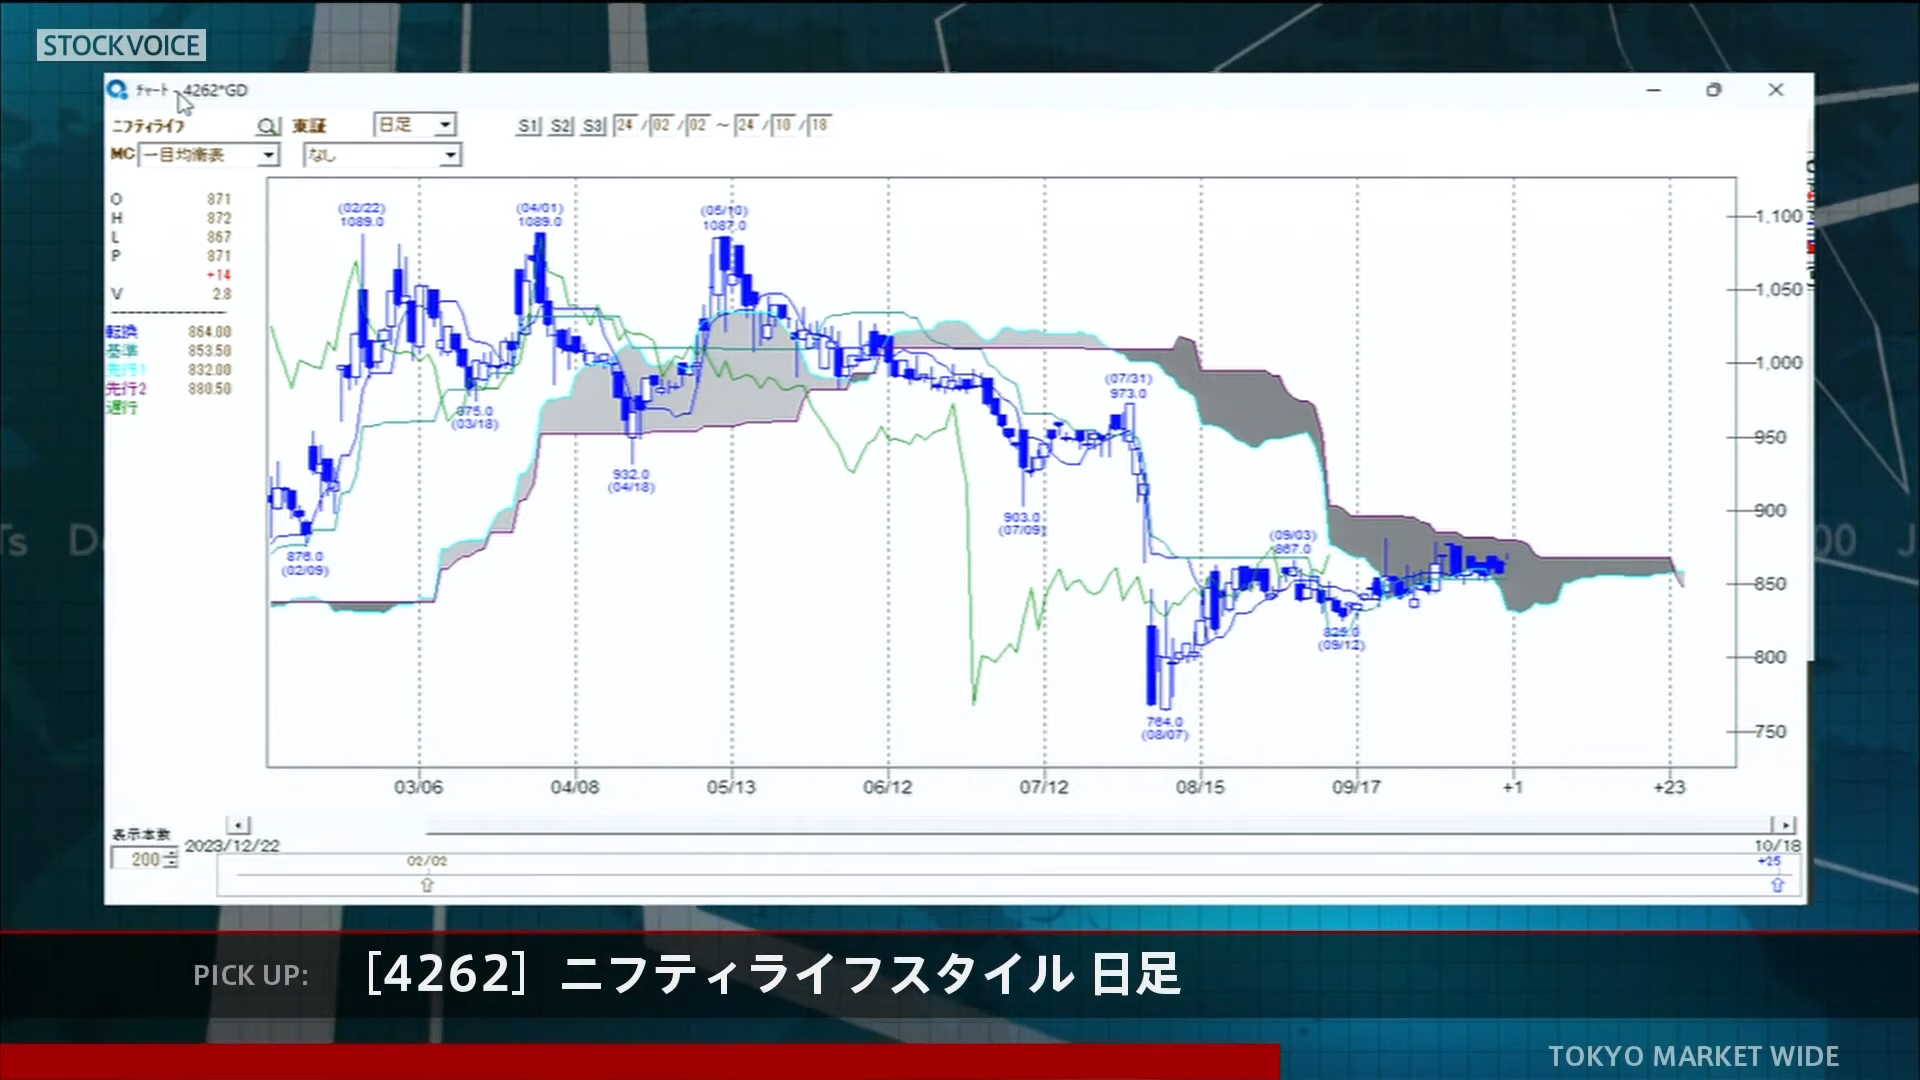 STOCKVOICE
チャート - 4262*GD
ニフティライフ 東証 日足 S1 S2 S3 24/02/02 ~ 24/10/18
MC 一目均衡表 なし
O 871
H 872
L 867
P 871
+14
V 2.8
転換 864.00
基準 853.50
先行1 832.00
先行2 880.50
遅行
(02/22)
1089.0
(04/01)
1089.0
(05/10)
1087.0
875.0
(03/18)
932.0
(04/18)
876.0
(02/09)
903.0
(07/09)
(07/31)
973.0
(09/03)
867.0
829.0
(09/12)
764.0
(08/07)
1,100
1,050
1,000
950
900
850
800
750
03/06 04/08 05/13 06/12 07/12 08/15 09/17 +1 +23
表示本数
200
2023/12/22 10/18
02/02 +25
PICK UP: [4262] ニフティライフスタイル 日足
TOKYO MARKET WIDE